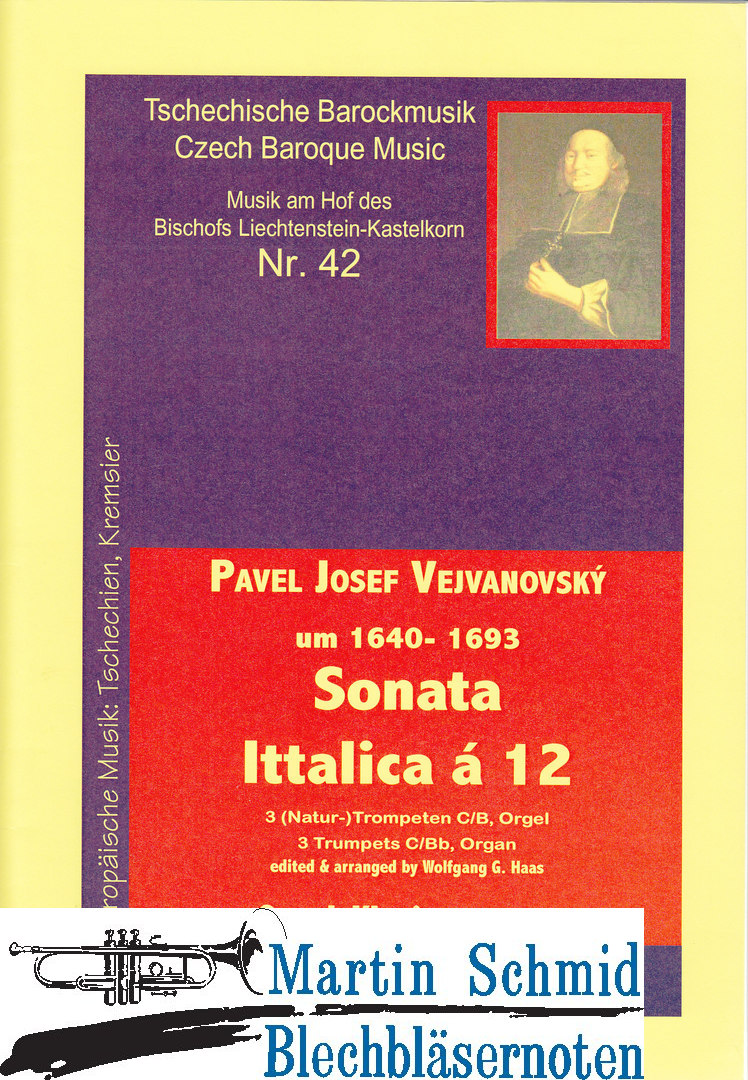 Tschechische Barockmusik
Czech Baroque Music
Musik am Hof des
Bischofs Liechtenstein-Kastelkorn
Nr. 42
Musik: Tschechien, Kremsier
PAVEL JOSEF VEJVANOVSKÝ
um 1640- 1693
Sonata
Ittalica á 12
3 (Natur-)Trompeten C/B, Orgel
3 Trumpets C/Bb, Organ
edited & arranged by Wolfgang G. Haas
Martin Schmid
Blechbläsernoten